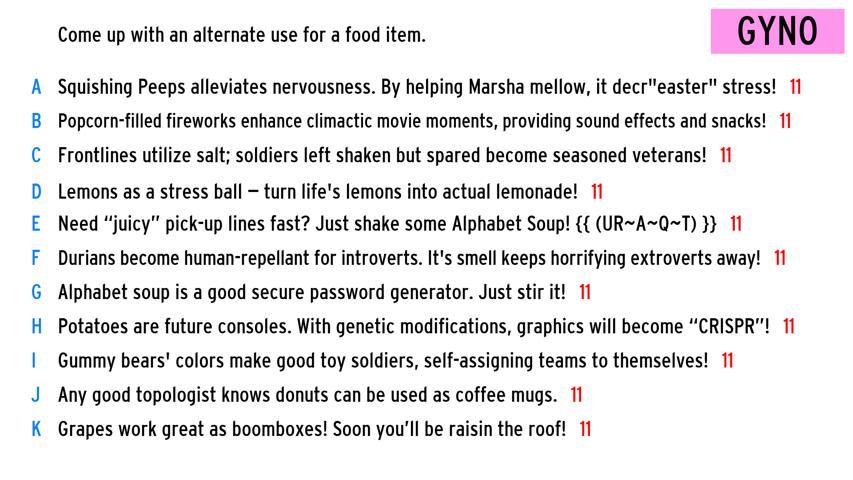 Come up with an alternate use for a food item.
GYNO
A Squishing Peeps alleviates nervousness. By helping Marsha mellow, it decr"easter" stress! 11
B Popcorn-filled fireworks enhance climactic movie moments, providing sound effects and snacks! 11
C Frontlines utilize salt; soldiers left shaken but spared become seasoned veterans! 11
D Lemons as a stress ball – turn life's lemons into actual lemonade! 11
E Need “juicy” pick-up lines fast? Just shake some Alphabet Soup! {{ (UR~A~Q~T) }} 11
F Durians become human-repellant for introverts. It's smell keeps horrifying extroverts away! 11
G Alphabet soup is a good secure password generator. Just stir it! 11
H Potatoes are future consoles. With genetic modifications, graphics will become “CRISPR”! 11
I Gummy bears' colors make good toy soldiers, self-assigning teams to themselves! 11
J Any good topologist knows donuts can be used as coffee mugs. 11
K Grapes work great as boomboxes! Soon you’ll be raisin the roof! 11